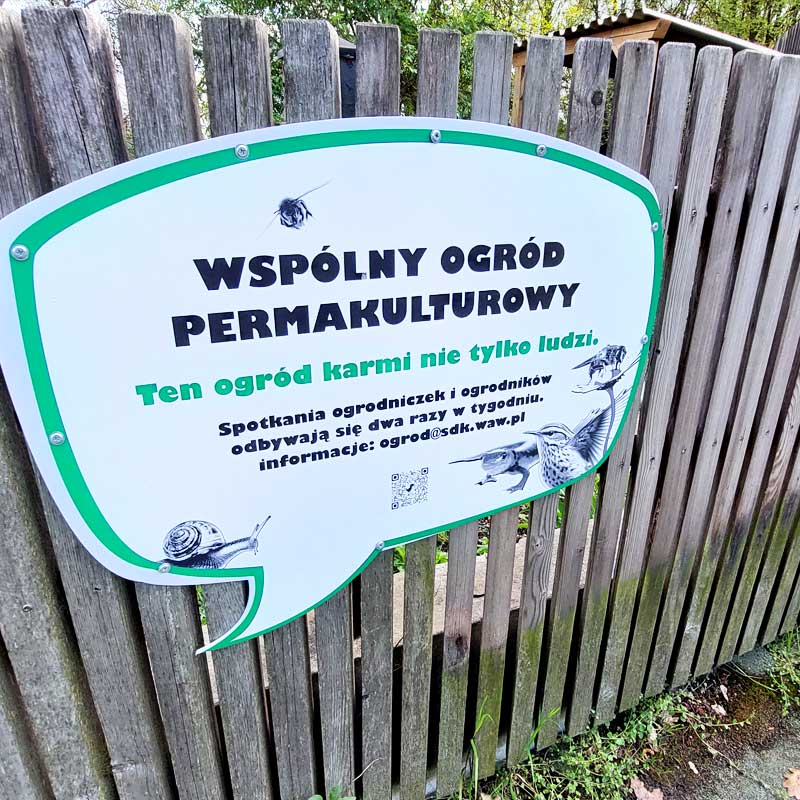 WSPÓLNY OGRÓD
PERMAKULTUROWY
Ten ogród karmi nie tylko ludzi.
Spotkania ogrodniczek i ogrodników
odbywają się dwa razy w tygodniu.
informacje: ogrod@sdk.waw.pl